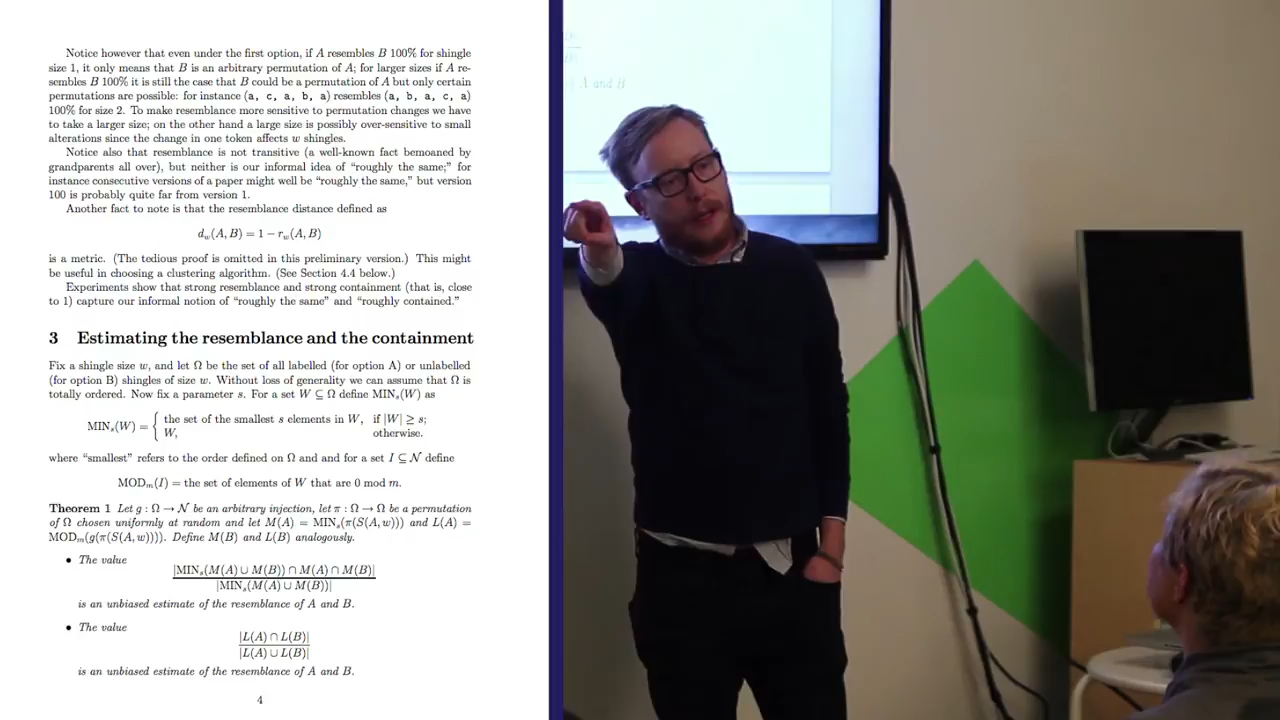 Notice however that even under the first option, if A resembles B 100% for shingle
size 1, it only means that B is an arbitrary permutation of A; for larger sizes if A re-
sembles B 100% it is still the case that B could be a permutation of A but only certain
permutations are possible: for instance (a, c, a, b, a) resembles (a, b, a, c, a)
100% for size 2. To make resemblance more sensitive to permutation changes we have
to take a larger size; on the other hand a large size is possibly over-sensitive to small
alterations since the change in one token affects w shingles.
Notice also that resemblance is not transitive (a well-known fact bemoaned by
grandparents all over), but neither is our informal idea of "roughly the same;" for
instance consecutive versions of a paper might well be "roughly the same," but version
100 is probably quite far from version 1.
Another fact to note is that the resemblance distance defined as
d_w(A, B) = 1 − r_w(A, B)
is a metric. (The tedious proof is omitted in this preliminary version.) This might
be useful in choosing a clustering algorithm. (See Section 4.4 below.)
Experiments show that strong resemblance and strong containment (that is, close
to 1) capture our informal notion of "roughly the same" and "roughly contained."
3 Estimating the resemblance and the containment
Fix a shingle size w, and let Ω be the set of all labelled (for option A) or unlabelled
(for option B) shingles of size w. Without loss of generality we can assume that Ω is
totally ordered. Now fix a parameter s. For a set W ⊆ Ω define MIN_s(W) as
MIN_s(W) = { the set of the smallest s elements in W, if |W| ≥ s;
W, otherwise.
where "smallest" refers to the order defined on Ω and and for a set I ⊆ N define
MOD_m(I) = the set of elements of W that are 0 mod m.
Theorem 1 Let g : Ω → N be an arbitrary injection, let π : Ω → Ω be a permutation
of Ω chosen uniformly at random and let M(A) = MIN_s(π(S(A, w))) and L(A) =
MOD_m(g(π(S(A, w)))). Define M(B) and L(B) analogously.
• The value
|MIN_s(M(A) ∪ M(B)) ∩ M(A) ∩ M(B)|
|MIN_s(M(A) ∪ M(B))|
is an unbiased estimate of the resemblance of A and B.
• The value
|L(A) ∩ L(B)|
|L(A) ∪ L(B)|
is an unbiased estimate of the resemblance of A and B.
4
A and B